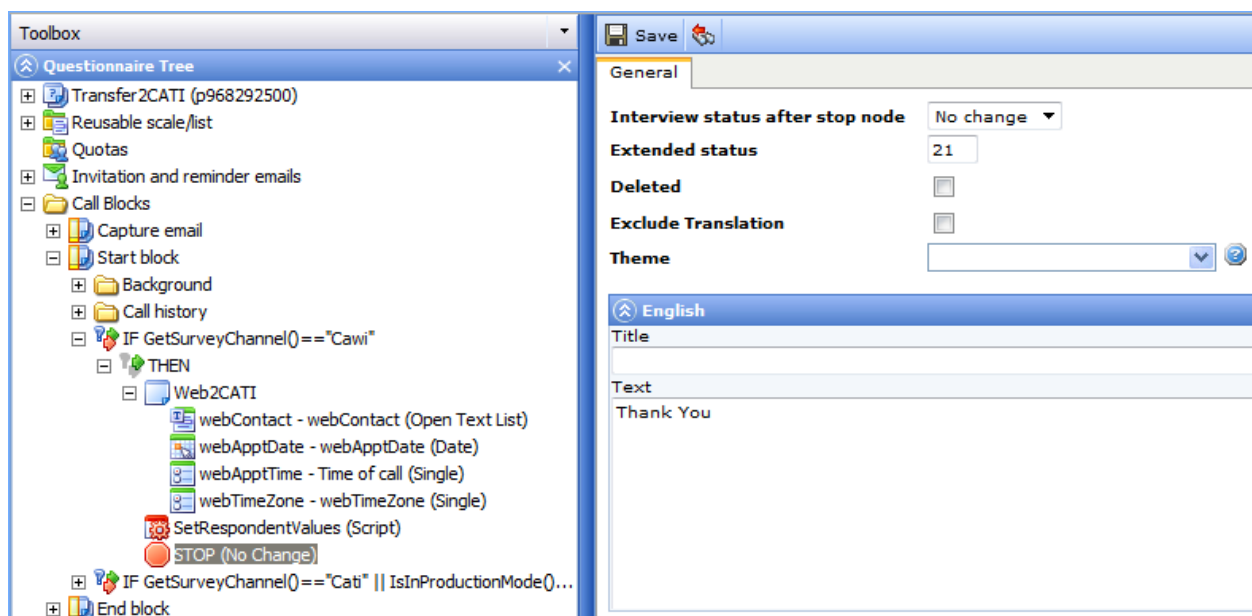 Toolbox
Questionnaire Tree
Transfer2CATI (p968292500)
Reusable scale/list
Quotas
Invitation and reminder emails
Call Blocks
Capture email
Start block
Background
Call history
IF GetSurveyChannel()=="Cawi"
THEN
Web2CATI
webContact - webContact (Open Text List)
webApptDate - webApptDate (Date)
webApptTime - Time of call (Single)
webTimeZone - webTimeZone (Single)
SetRespondentValues (Script)
STOP (No Change)
IF GetSurveyChannel()=="Cati" || IsInProductionMode()...
End block
Save
General
Interview status after stop node No change
Extended status 21
Deleted
Exclude Translation
Theme
English
Title
Text
Thank You